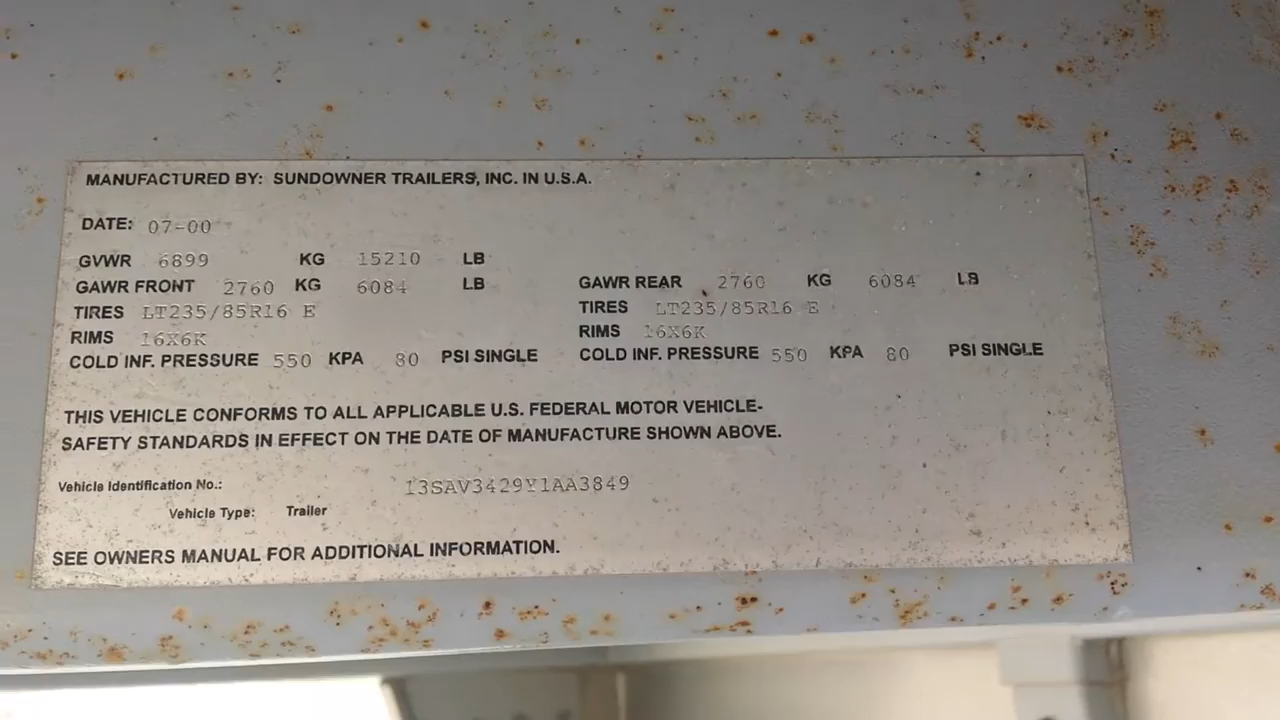 MANUFACTURED BY: SUNDOWNER TRAILERS, INC. IN U.S.A.
DATE: 07-00
GVWR 6899 KG 15210 LB
GAWR FRONT 2760 KG 6084 LB GAWR REAR 2760 KG 6084 LB
TIRES LT235/85R16 E TIRES LT235/85R16 E
RIMS 16X6K RIMS 16X6K
COLD INF. PRESSURE 550 KPA 80 PSI SINGLE COLD INF. PRESSURE 550 KPA 80 PSI SINGLE
THIS VEHICLE CONFORMS TO ALL APPLICABLE U.S. FEDERAL MOTOR VEHICLE-
SAFETY STANDARDS IN EFFECT ON THE DATE OF MANUFACTURE SHOWN ABOVE.
Vehicle Identification No.: 13SAV3429Y1AA3849
Vehicle Type: Trailer
SEE OWNERS MANUAL FOR ADDITIONAL INFORMATION.